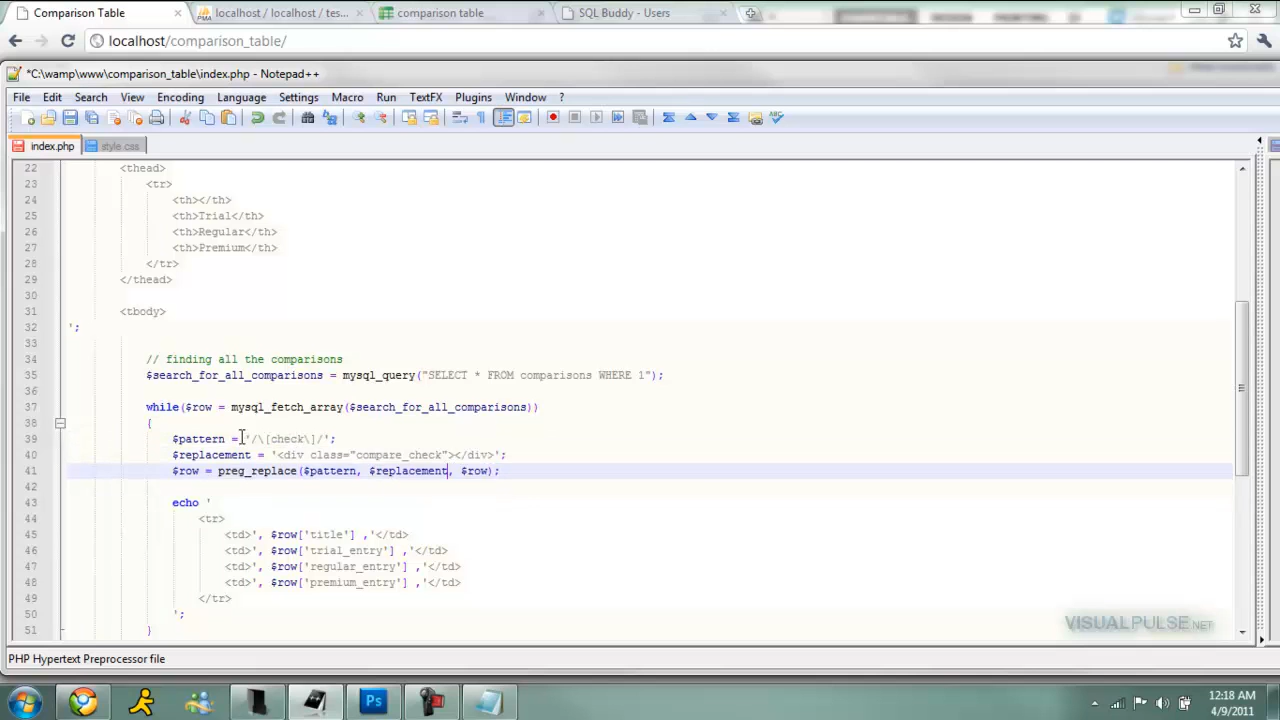 Comparison Table
localhost / localhost / tes...
comparison table
SQL Buddy - Users
localhost/comparison_table/
*C:\wamp\www\comparison_table\index.php - Notepad++
File Edit Search View Encoding Language Settings Macro Run TextFX Plugins Window ?
index.php style.css
22 <thead>
23 <tr>
24 <th></th>
25 <th>Trial</th>
26 <th>Regular</th>
27 <th>Premium</th>
28 </tr>
29 </thead>
30
31 <tbody>
32 ';
33
34 // finding all the comparisons
35 $search_for_all_comparisons = mysql_query("SELECT * FROM comparisons WHERE 1");
36
37 while($row = mysql_fetch_array($search_for_all_comparisons))
38 {
39 $pattern = '/\[check\]/';
40 $replacement = '<div class="compare_check"></div>';
41 $row = preg_replace($pattern, $replacement, $row);
42
43 echo '
44 <tr>
45 <td>', $row['title'] ,'</td>
46 <td>', $row['trial_entry'] ,'</td>
47 <td>', $row['regular_entry'] ,'</td>
48 <td>', $row['premium_entry'] ,'</td>
49 </tr>
50 ';
51 }
VISUALPULSE.NET
PHP Hypertext Preprocessor file
12:18 AM
4/9/2011